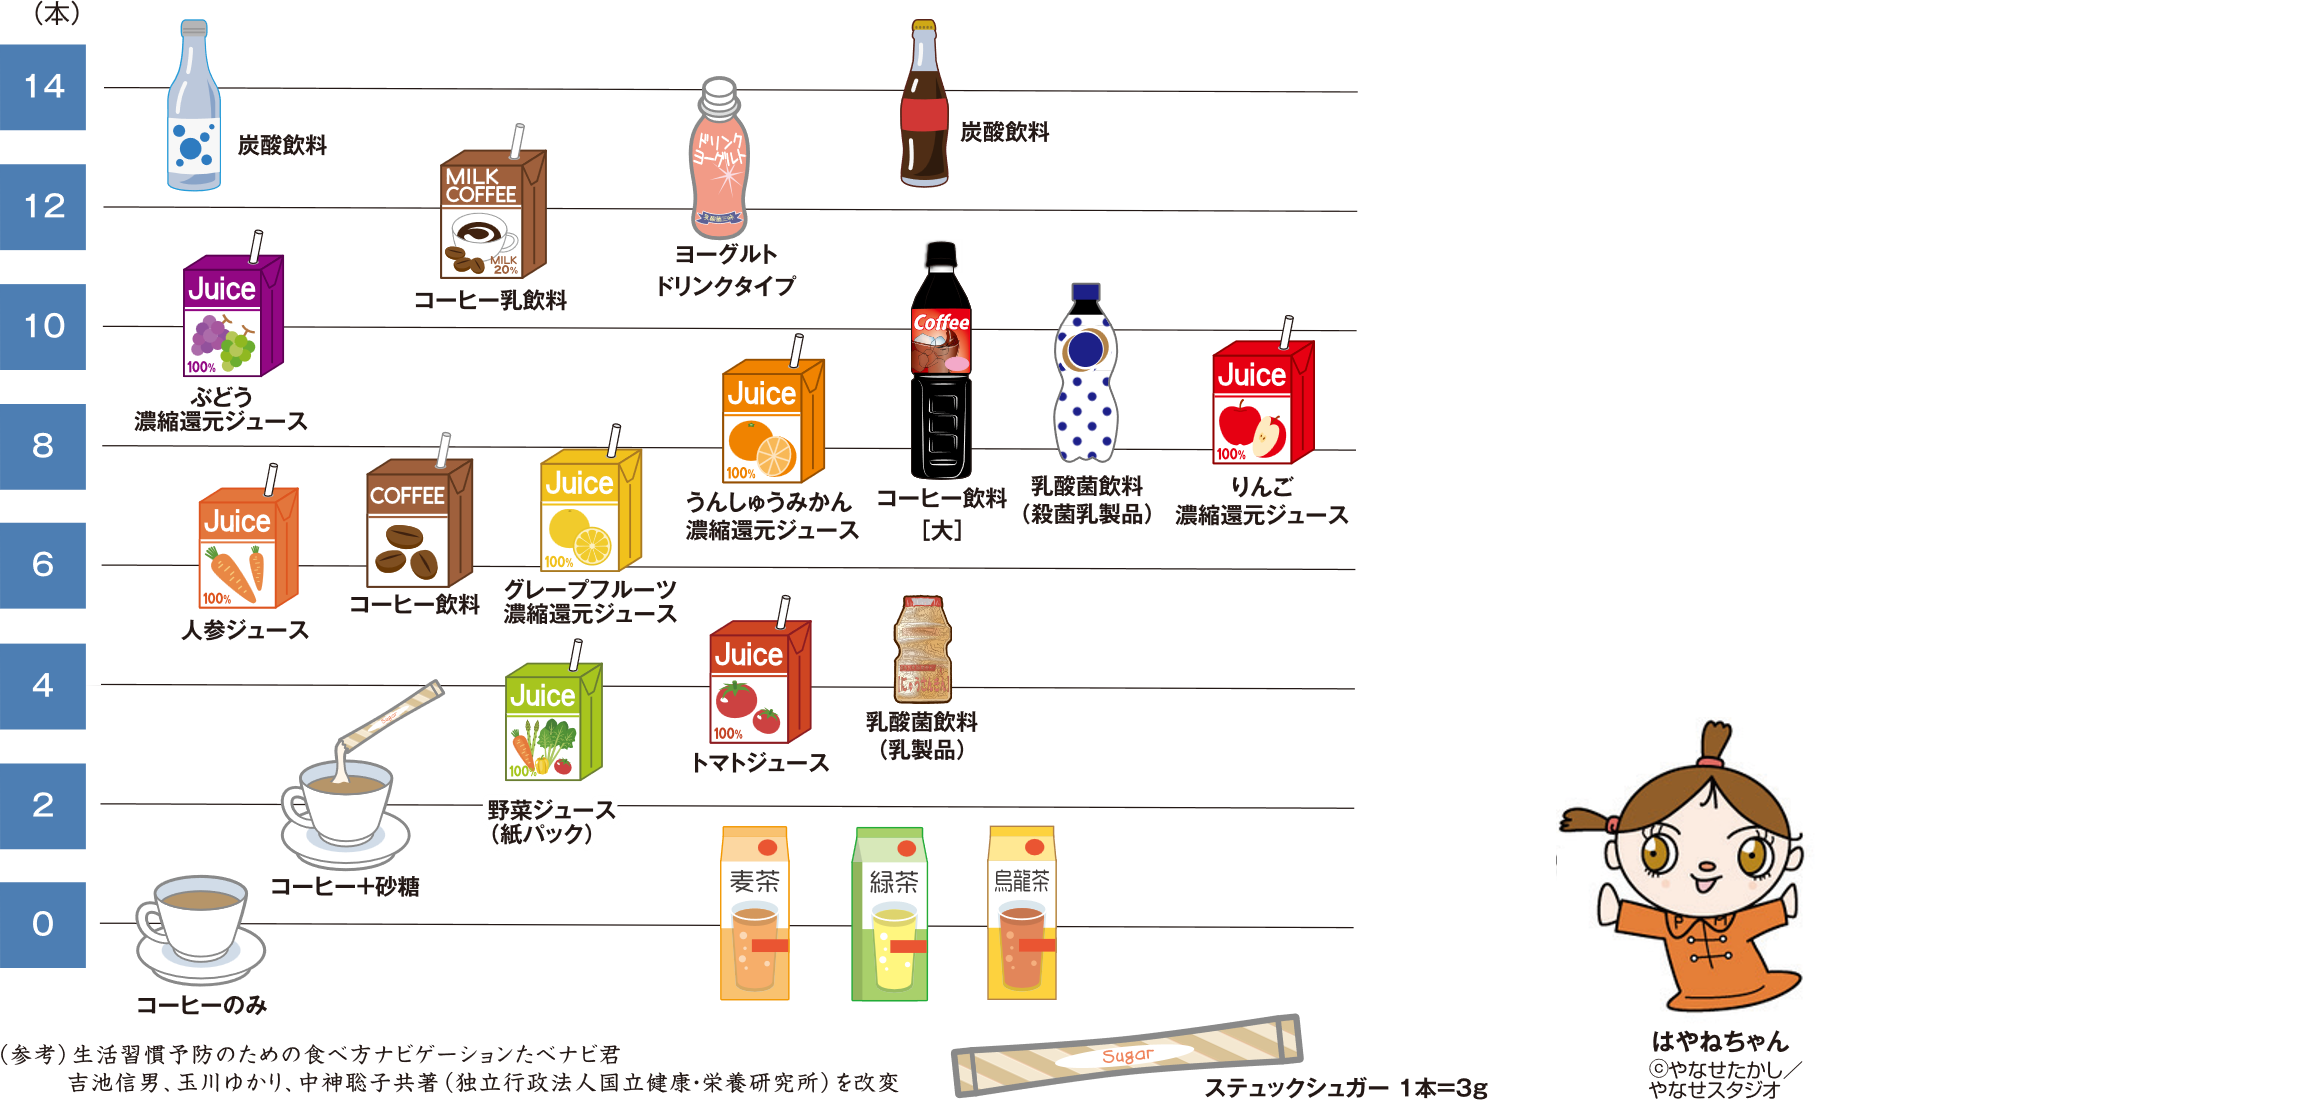 (本)
14
炭酸飲料
炭酸飲料
ドリンク
ヨーグルト
MILK
COFFEE
MILK
20%
12
コーヒー乳飲料
ヨーグルト
ドリンクタイプ
Juice
100%
10
ぶどう
濃縮還元ジュース
Coffee
Juice
100%
Juice
100%
8
うんしゅうみかん
濃縮還元ジュース
コーヒー飲料
[大]
乳酸菌飲料
(殺菌乳製品)
りんご
濃縮還元ジュース
Juice
100%
COFFEE
Juice
100%
6
人参ジュース
コーヒー飲料
グレープフルーツ
濃縮還元ジュース
4
Sugar
Juice
100%
Juice
100%
トマトジュース
乳酸菌飲料
(乳製品)
2
野菜ジュース
(紙パック)
コーヒー+砂糖
麦茶
緑茶
烏龍茶
0
コーヒーのみ
P M
はやねちゃん
©やなせたかし/
やなせスタジオ
Sugar
ステュックシュガー 1本=3g
(参考)生活習慣予防のための食べ方ナビゲーションたべナビ君
吉池信男、玉川ゆかり、中神聡子共著(独立行政法人国立健康・栄養研究所)を改変